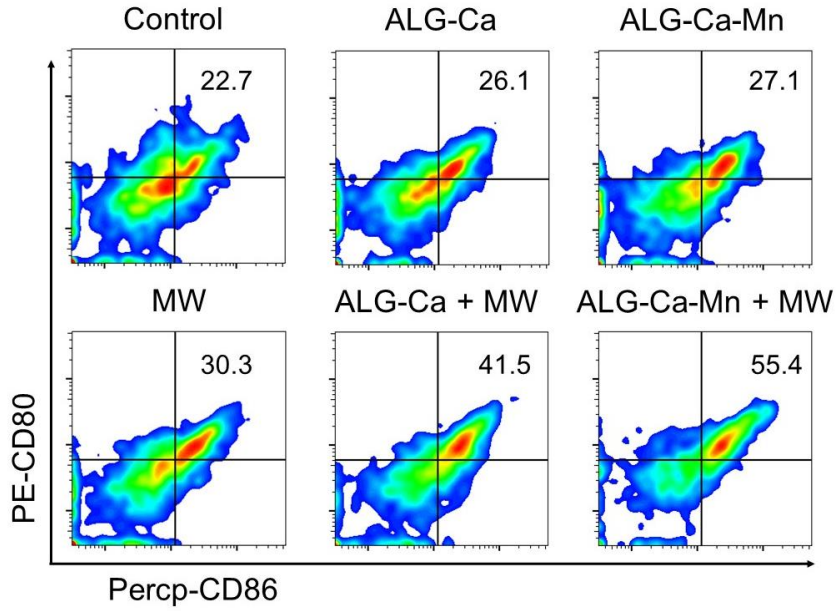 Control ALG-Ca ALG-Ca-Mn
22.7 26.1 27.1
MW ALG-Ca + MW ALG-Ca-Mn + MW
30.3 41.5 55.4
PE-CD80
Percp-CD86